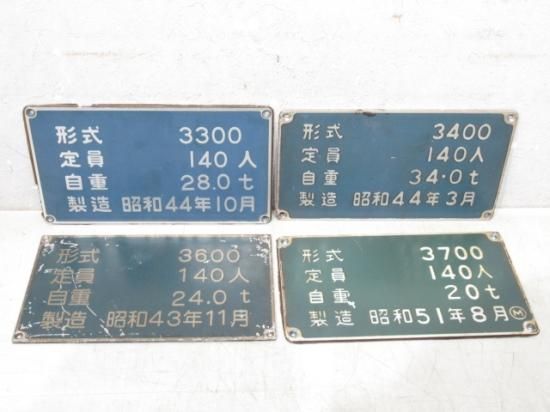 形式 3300
定員 140人
自重 28.0t
製造 昭和44年10月
形式 3400
定員 140人
自重 34.0t
製造 昭和44年3月
形式 3600
定員 140人
自重 24.0t
製造 昭和43年11月
形式 3700
定員 140人
自重 20t
製造 昭和51年8月 M